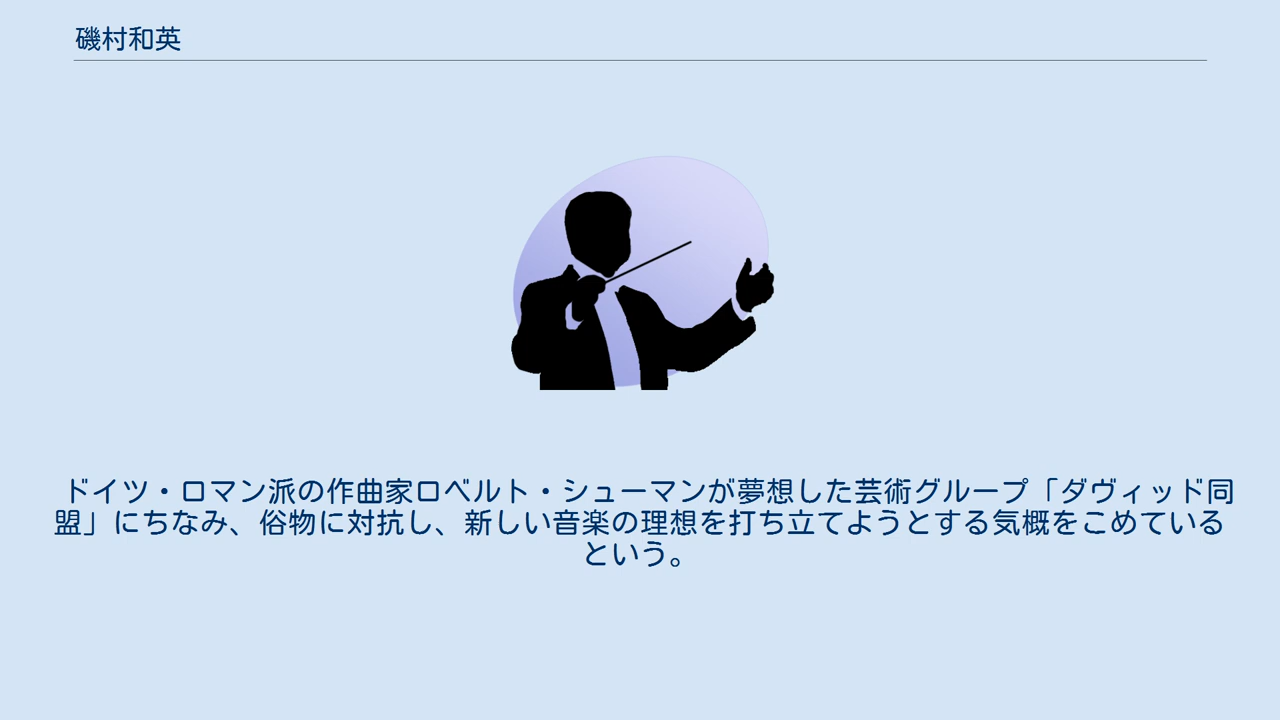 磯村和英
ドイツ・ロマン派の作曲家ロベルト・シューマンが夢想した芸術グループ「ダヴィッド同
盟」にちなみ、俗物に対抗し、新しい音楽の理想を打ち立てようとする気概をこめている
という。